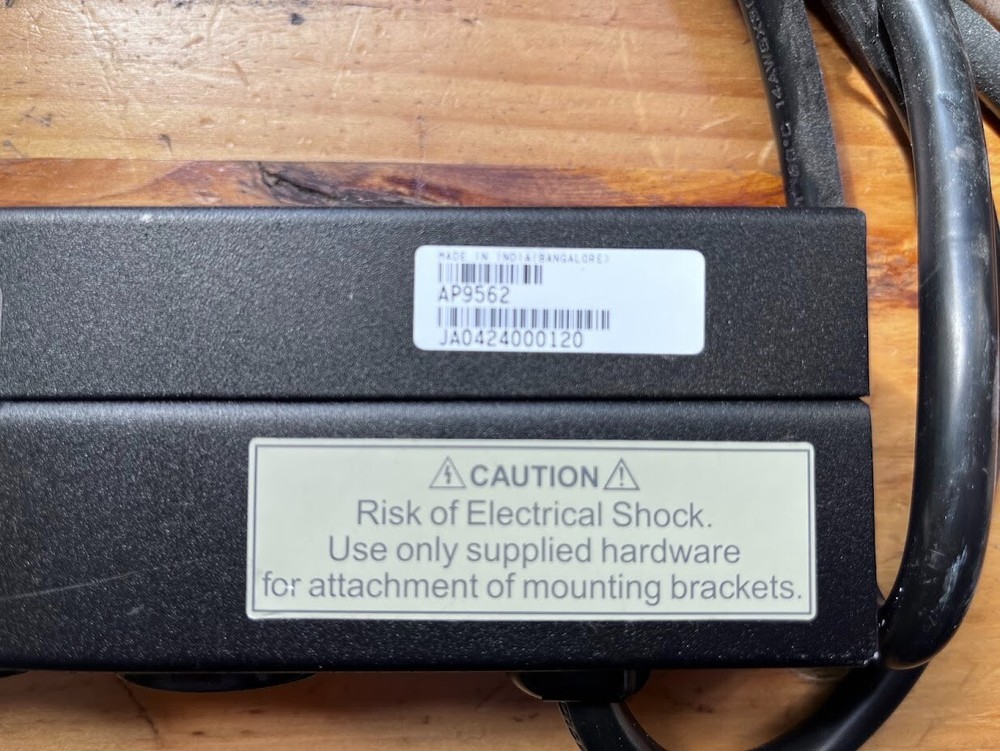 14AWGX3
MADE IN INDIA(BANGALORE)
AP9562
JA0424000120
CAUTION
Risk of Electrical Shock.
Use only supplied hardware
for attachment of mounting brackets.